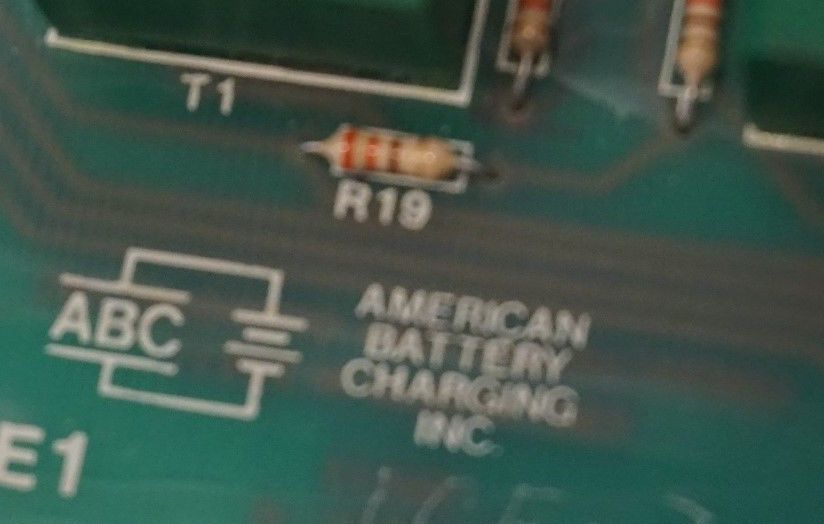 T1
R19
ABC
AMERICAN
BATTERY
CHARGING
INC.
E1